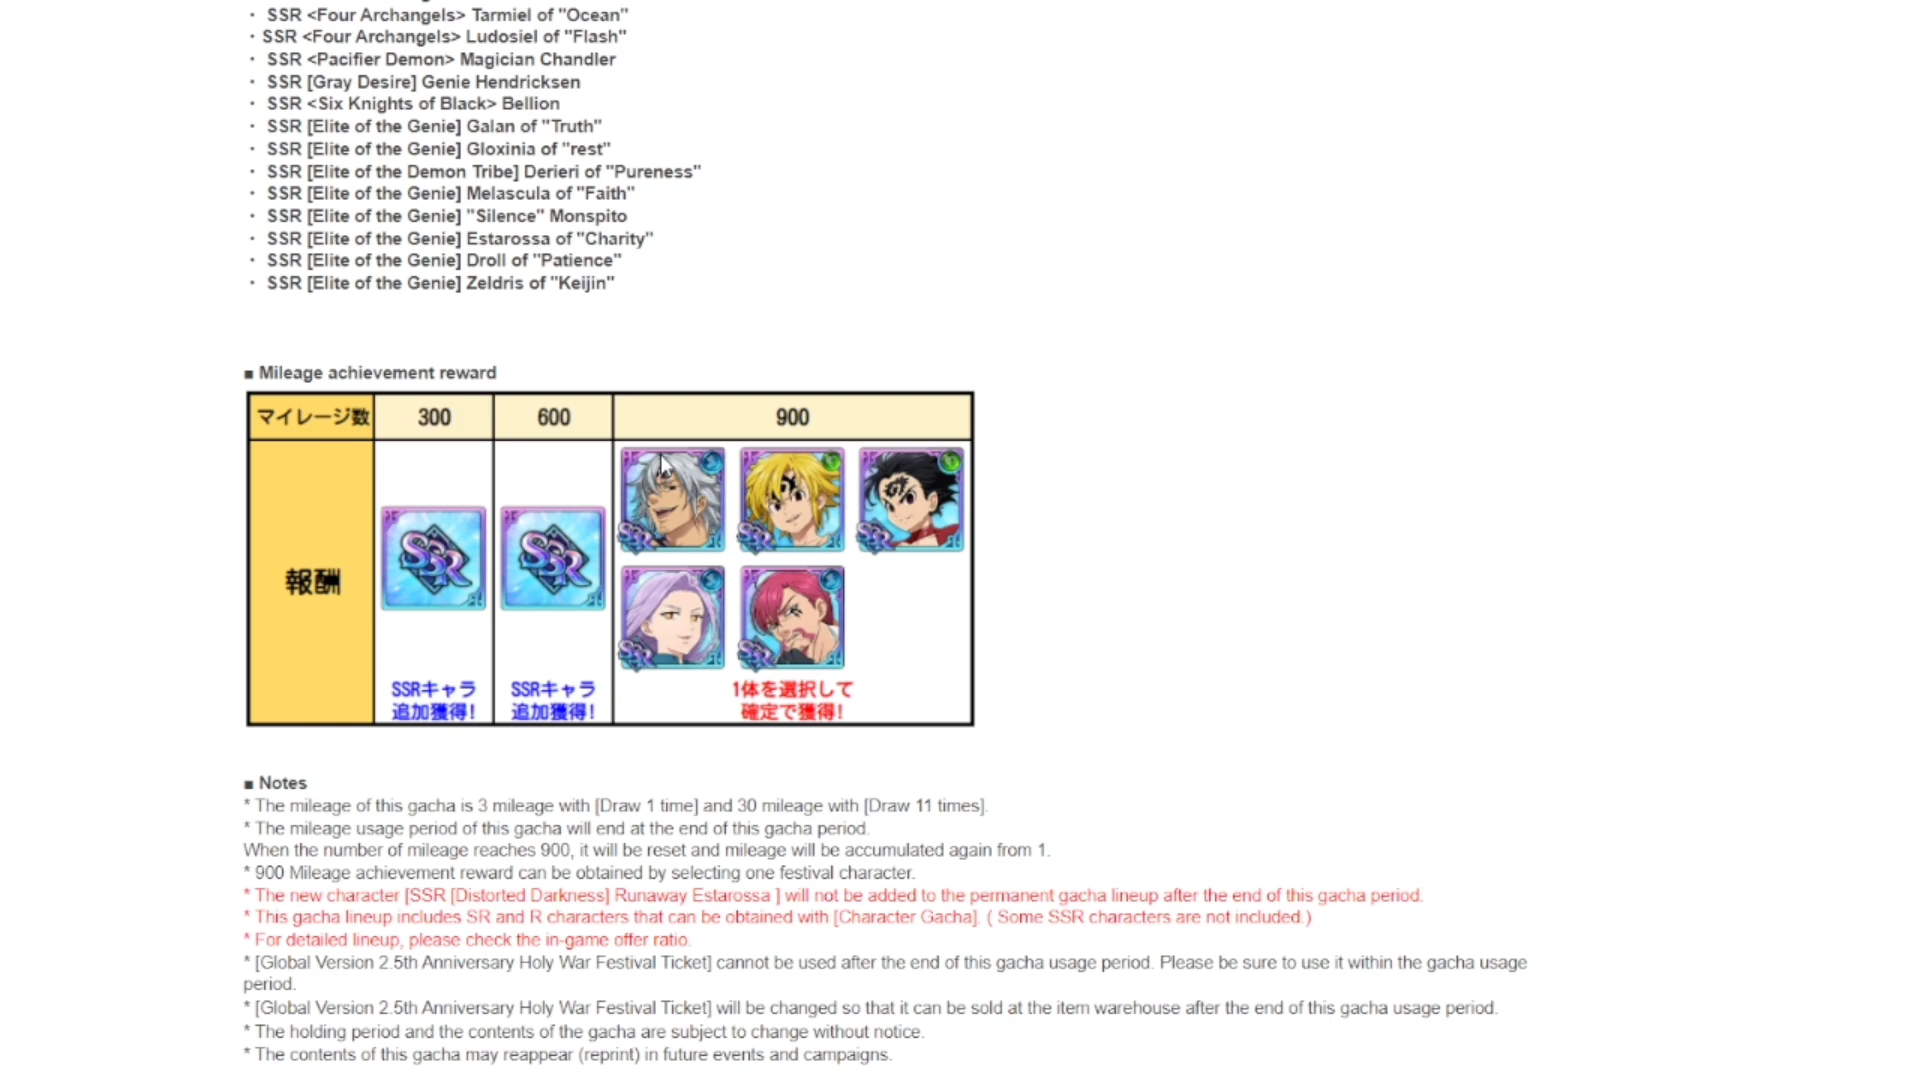 · SSR <Four Archangels> Tarmiel of "Ocean"
· SSR <Four Archangels> Ludosiel of "Flash"
· SSR <Pacifier Demon> Magician Chandler
· SSR [Gray Desire] Genie Hendricksen
· SSR <Six Knights of Black> Bellion
· SSR [Elite of the Genie] Galan of "Truth"
· SSR [Elite of the Genie] Gloxinia of "rest"
· SSR [Elite of the Demon Tribe] Derieri of "Pureness"
· SSR [Elite of the Genie] Melascula of "Faith"
· SSR [Elite of the Genie] "Silence" Monspito
· SSR [Elite of the Genie] Estarossa of "Charity"
· SSR [Elite of the Genie] Droll of "Patience"
· SSR [Elite of the Genie] Zeldris of "Keijin"
■ Mileage achievement reward
マイレージ数 300 600 900
報酬
SSR SSR
SSR SSR SSR
SSR SSR
SSRキャラ
追加獲得!
SSRキャラ
追加獲得!
1体を選択して
確定で獲得!
■ Notes
* The mileage of this gacha is 3 mileage with [Draw 1 time] and 30 mileage with [Draw 11 times].
* The mileage usage period of this gacha will end at the end of this gacha period.
When the number of mileage reaches 900, it will be reset and mileage will be accumulated again from 1.
* 900 Mileage achievement reward can be obtained by selecting one festival character.
* The new character [SSR [Distorted Darkness] Runaway Estarossa ] will not be added to the permanent gacha lineup after the end of this gacha period.
* This gacha lineup includes SR and R characters that can be obtained with [Character Gacha]. ( Some SSR characters are not included.)
* For detailed lineup, please check the in-game offer ratio.
* [Global Version 2.5th Anniversary Holy War Festival Ticket] cannot be used after the end of this gacha usage period. Please be sure to use it within the gacha usage
period.
* [Global Version 2.5th Anniversary Holy War Festival Ticket] will be changed so that it can be sold at the item warehouse after the end of this gacha usage period.
* The holding period and the contents of the gacha are subject to change without notice.
* The contents of this gacha may reappear (reprint) in future events and campaigns.